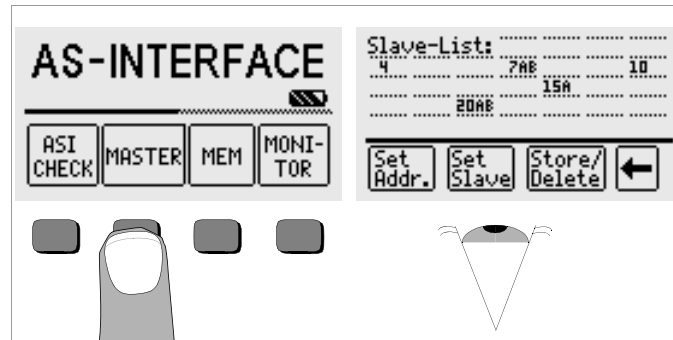 AS-INTERFACE
ASI CHECK
MASTER
MEM
MONI-TOR
Slave-List:
4 7AB 10
15A
20AB
Set Addr.
Set Slave
Store/Delete